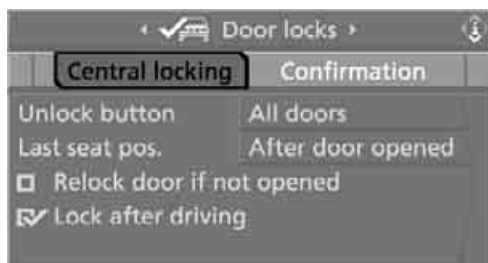 Door locks
Central locking Confirmation
Unlock button All doors
Last seat pos. After door opened
Relock door if not opened
Lock after driving